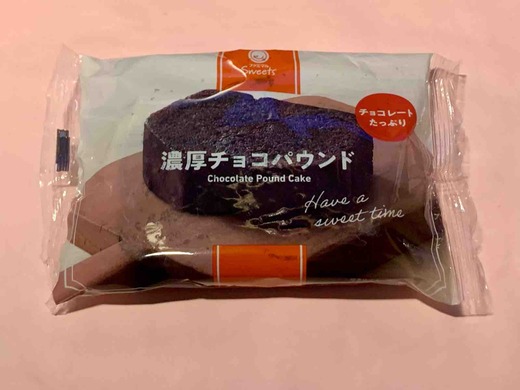 Sweets
チョコレート
たっぷり
濃厚チョコパウンド
Chocolate Pound Cake
Have a
sweet time